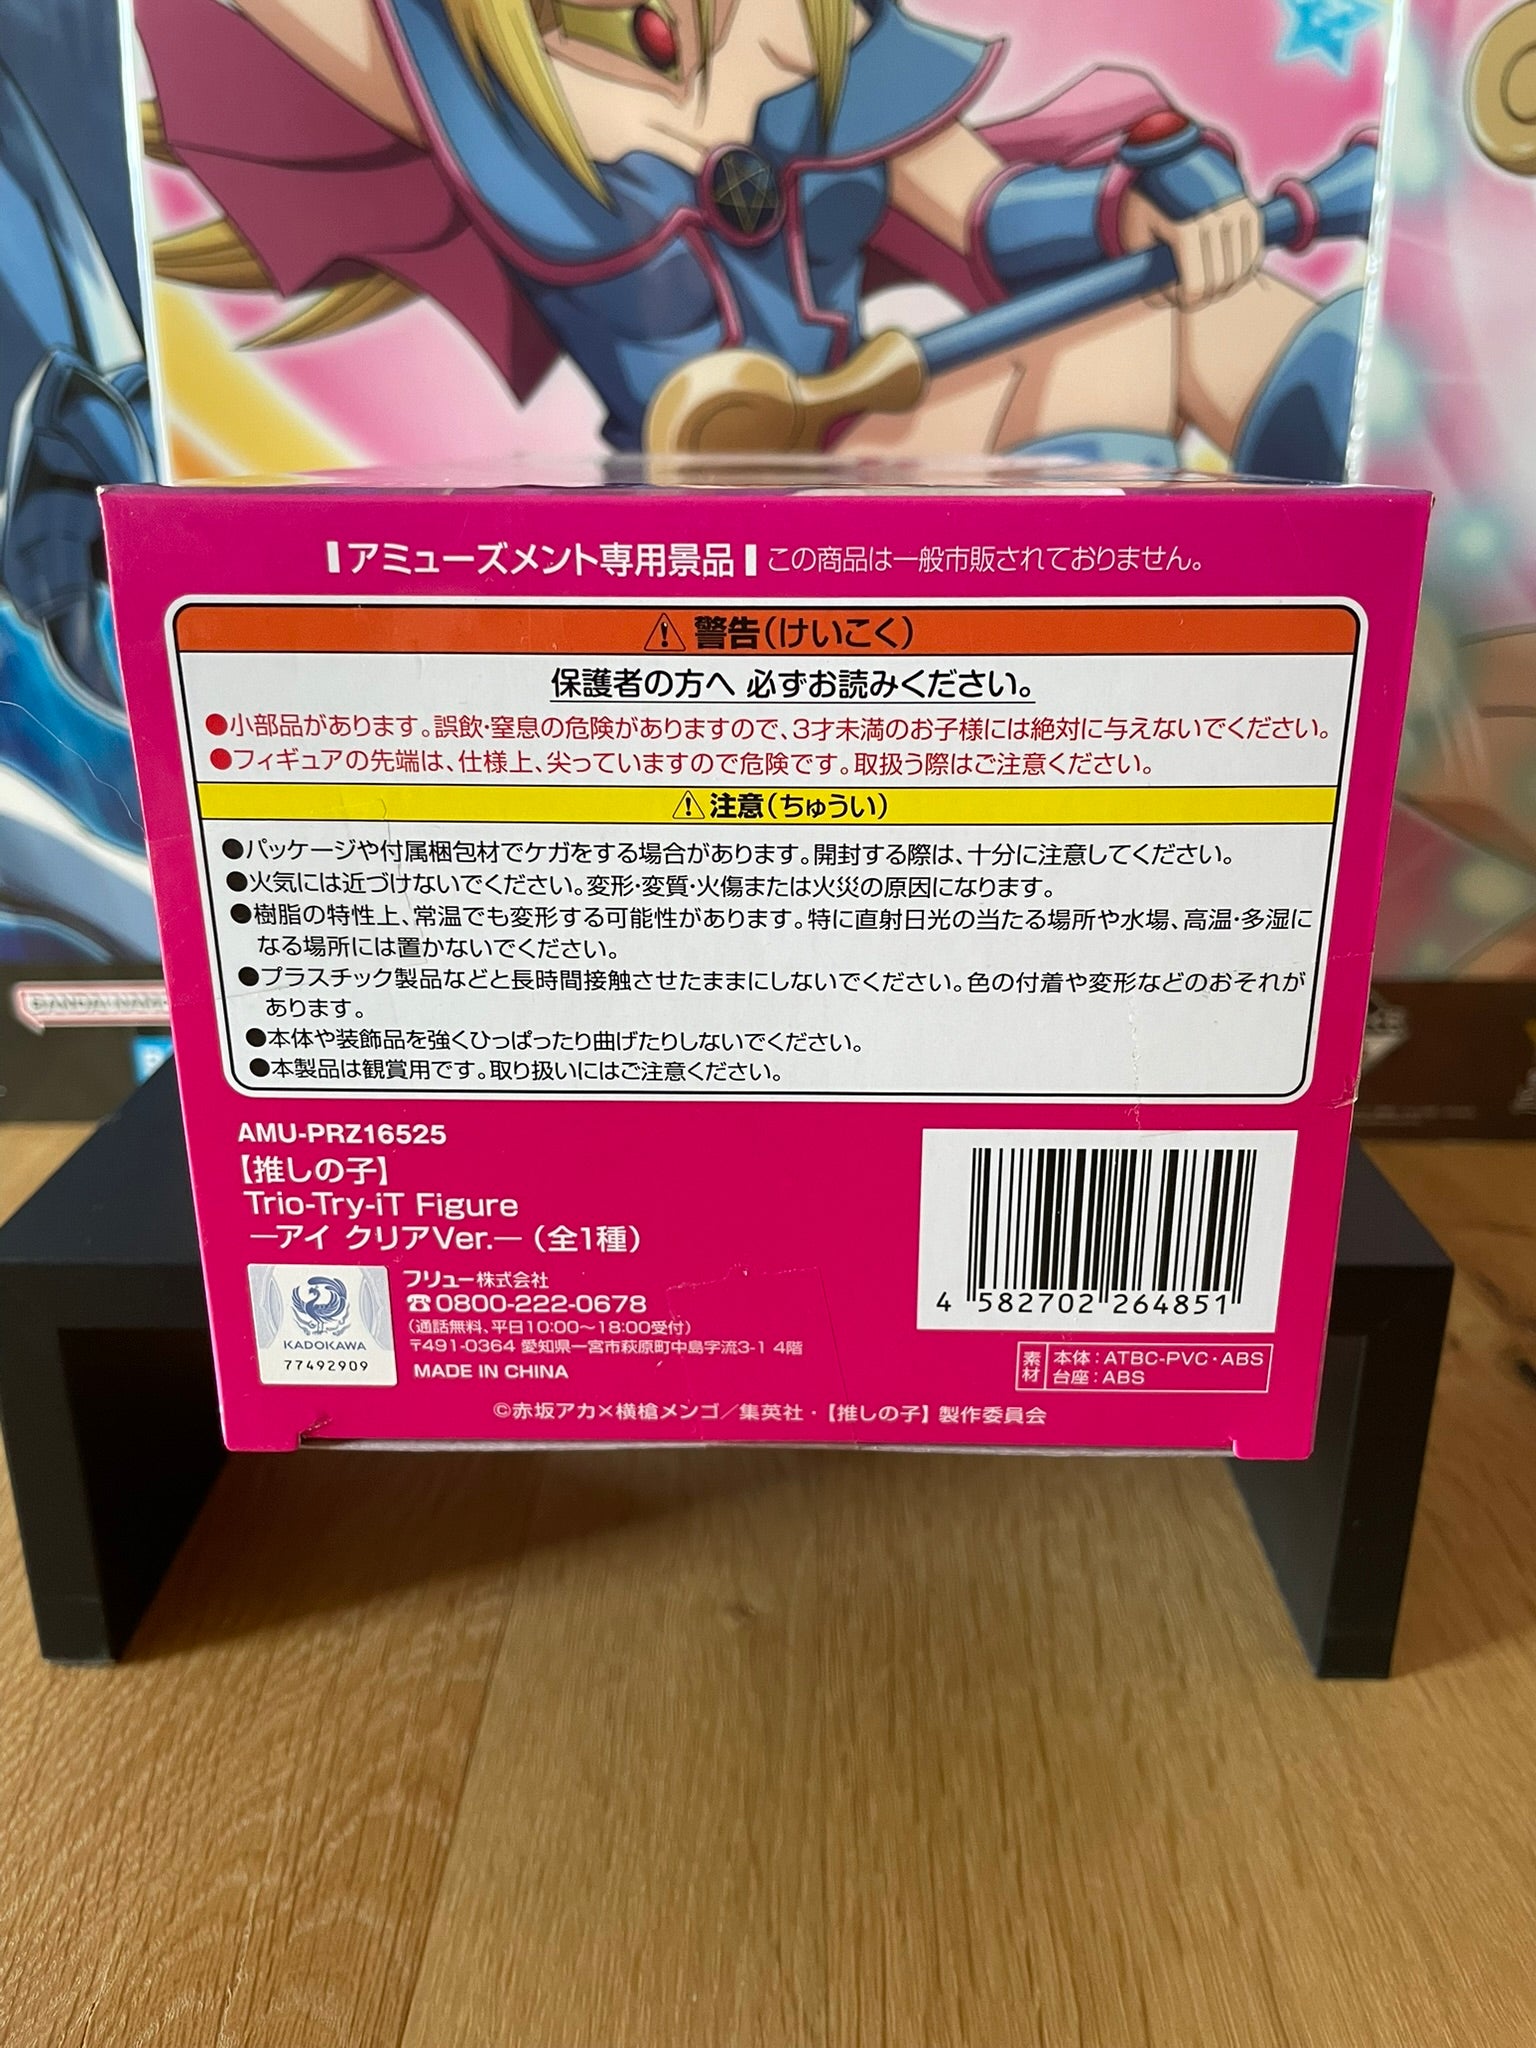 アミューズメント専用景品 この商品は一般市販されておりません。
警告(けいこく)
保護者の方へ 必ずお読みください。
●小部品があります。誤飲・窒息の危険がありますので、3才未満のお子様には絶対に与えないでください。
●フィギュアの先端は、仕様上、尖っていますので危険です。取扱う際はご注意ください。
注意(ちゅうい)
●パッケージや付属梱包材でケガをする場合があります。開封する際は、十分に注意してください。
●火気には近づけないでください。変形・変質・火傷または火災の原因になります。
●樹脂の特性上、常温でも変形する可能性があります。特に直射日光の当たる場所や水場、高温・多湿に
なる場所には置かないでください。
●プラスチック製品などと長時間接触させたままにしないでください。色の付着や変形などのおそれが
あります。
●本体や装飾品を強くひっぱったり曲げたりしないでください。
●本製品は観賞用です。取り扱いにはご注意ください。
AMU-PRZ16525
【推しの子】
Trio-Try-iT Figure
―アイ クリアVer.―(全1種)
フリュー株式会社
☎0800-222-0678
(通話無料、平日10:00～18:00受付)
〒491-0364 愛知県一宮市萩原町中島字流3-1 4階
MADE IN CHINA
KADOKAWA
77492909
4 582702 264851
素材 本体:ATBC-PVC・ABS
台座:ABS
©赤坂アカ×横槍メンゴ／集英社・【推しの子】製作委員会